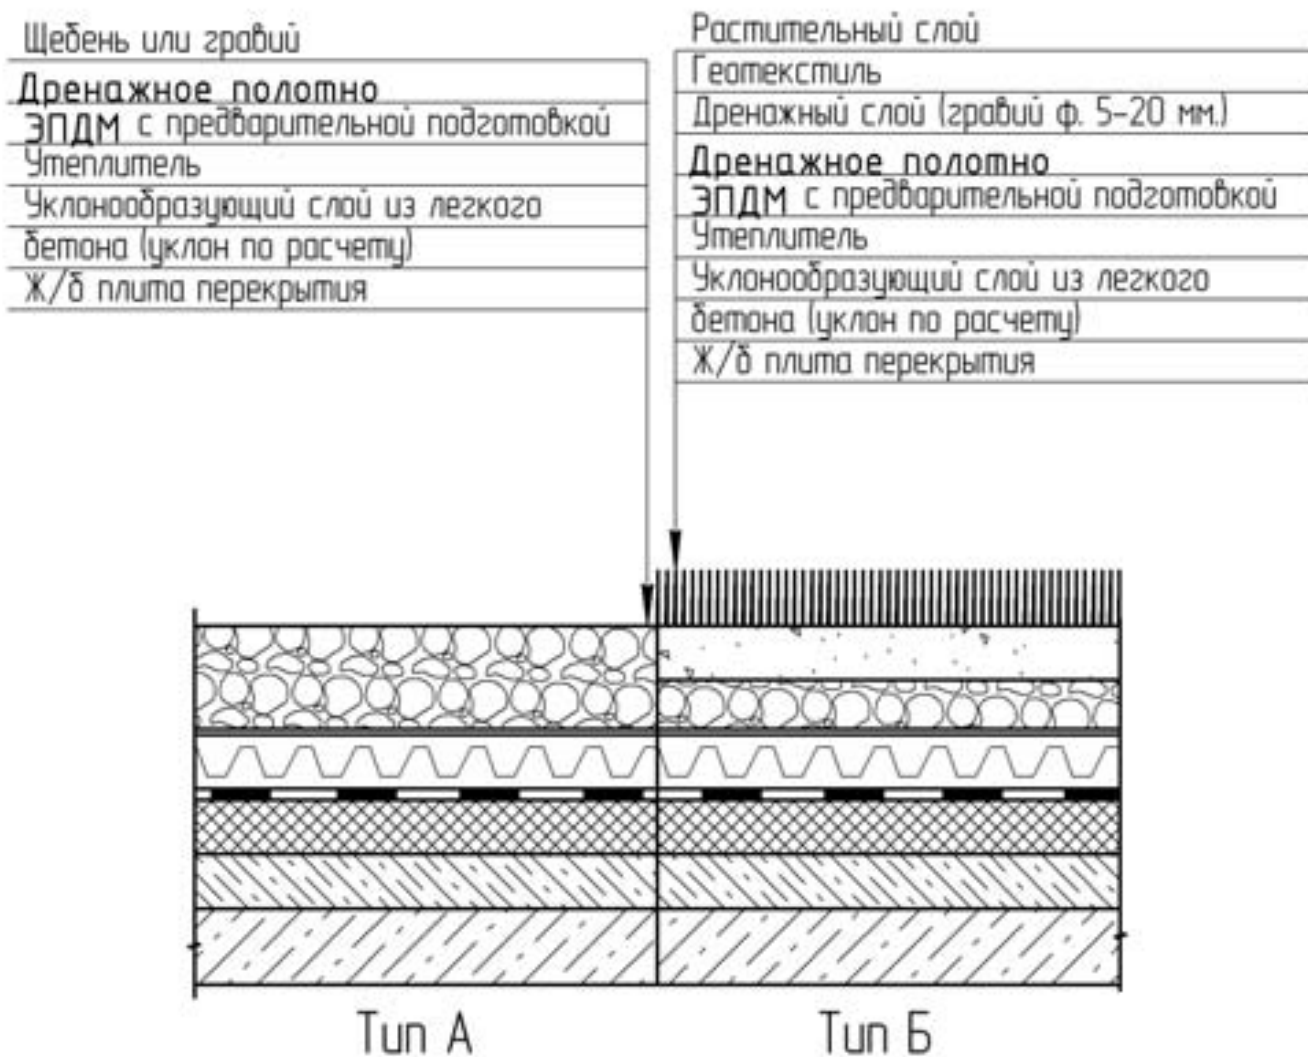 Щебень или гравий
Дренажное полотно
ЭПДМ с предварительной подготовкой
Утеплитель
Уклонообразующий слой из легкого
бетона (уклон по расчету)
Ж/б плита перекрытия
Растительный слой
Геотекстиль
Дренажный слой (гравий ф. 5-20 мм.)
Дренажное полотно
ЭПДМ с предварительной подготовкой
Утеплитель
Уклонообразующий слой из легкого
бетона (уклон по расчету)
Ж/б плита перекрытия
Тип А
Тип Б